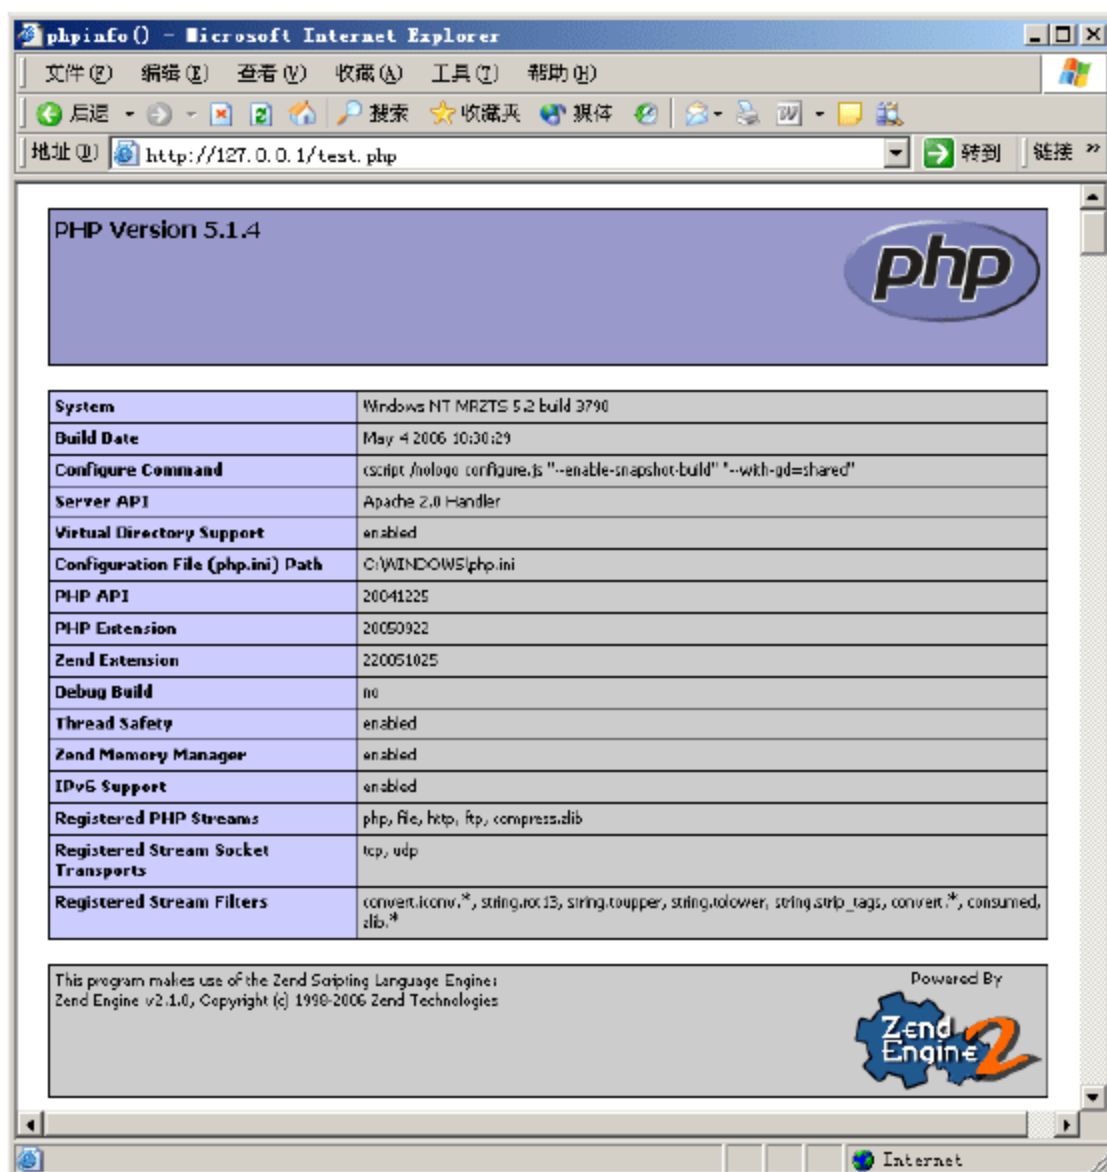 phpinfo() - Microsoft Internet Explorer
文件(F) 编辑(E) 查看(V) 收藏(A) 工具(T) 帮助(H)
后退 搜索 收藏夹 媒体 W
地址(D) http://127.0.0.1/test.php 转到 链接 »
PHP Version 5.1.4
php
System Windows NT MRZTS 5.2 build 3790
Build Date May 4 2006 10:30:29
Configure Command cscript /nologo configure.js "--enable-snapshot-build" "--with-gd=shared"
Server API Apache 2.0 Handler
Virtual Directory Support enabled
Configuration File (php.ini) Path C:\WINDOWS\php.ini
PHP API 20041225
PHP Extension 20050922
Zend Extension 220051025
Debug Build no
Thread Safety enabled
Zend Memory Manager enabled
IPv6 Support enabled
Registered PHP Streams php, file, http, ftp, compress.zlib
Registered Stream Socket tcp, udp
Transports
Registered Stream Filters convert.iconv.*, string.rot13, string.toupper, string.tolower, string.strip_tags, convert.*, consumed,
zlib.*
This program makes use of the Zend Scripting Language Engine: Powered By
Zend Engine v2.1.0, Copyright (c) 1998-2006 Zend Technologies
Zend
Engine 2
Internet